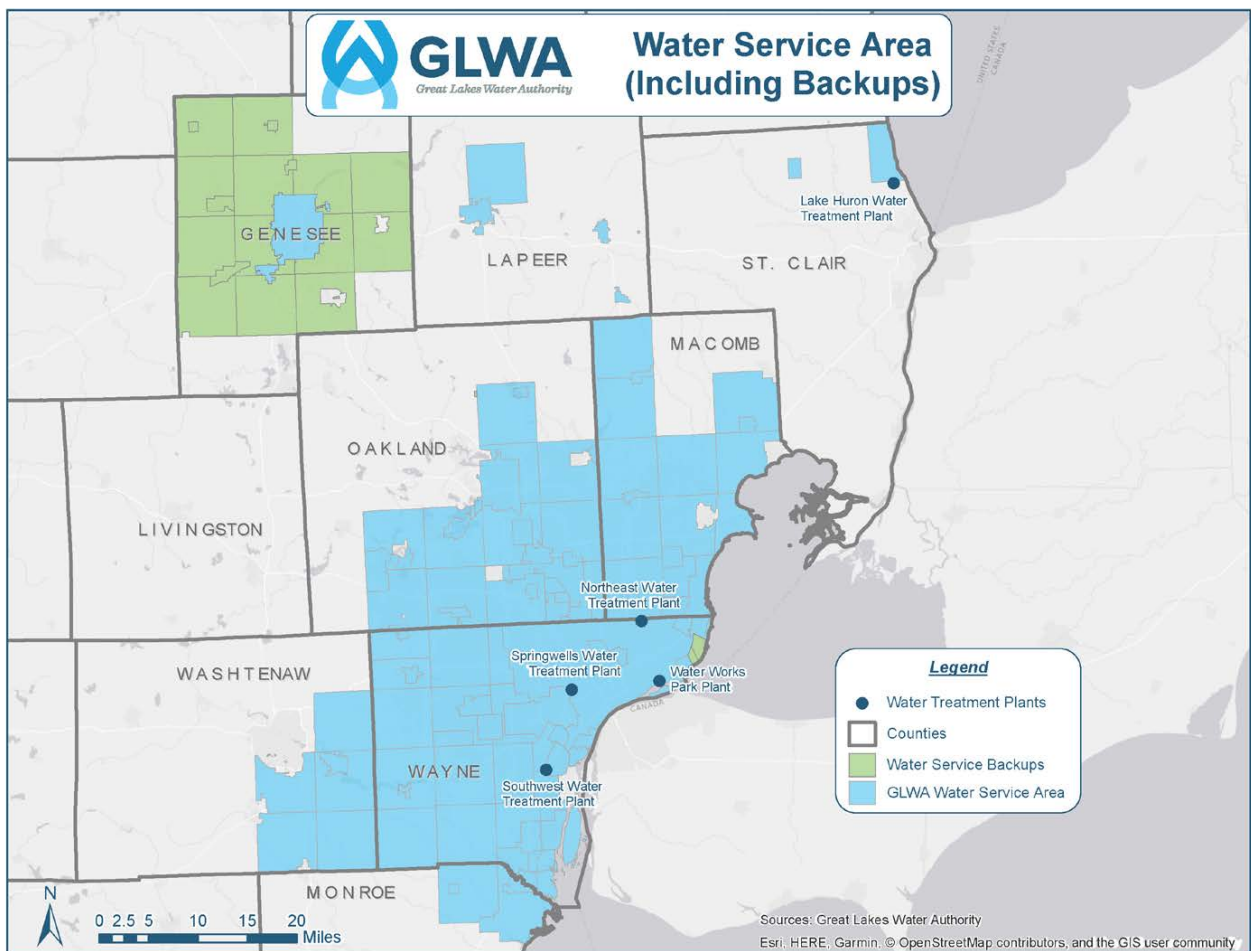 GLWA
Great Lakes Water Authority
Water Service Area
(Including Backups)
UNITED STATES
CANADA
Lake Huron Water
Treatment Plant
GENESEE
LAPEER
ST. CLAIR
MACOMB
OAKLAND
LIVINGSTON
Northeast Water
Treatment Plant
WASHTENAW
Springwells Water
Treatment Plant
Water Works
Park Plant
CANADA
WAYNE
Southwest Water
Treatment Plant
MONROE
Legend
Water Treatment Plants
Counties
Water Service Backups
GLWA Water Service Area
N
0 2.5 5 10 15 20
Miles
Sources: Great Lakes Water Authority
Esri, HERE, Garmin, © OpenStreetMap contributors, and the GIS user community